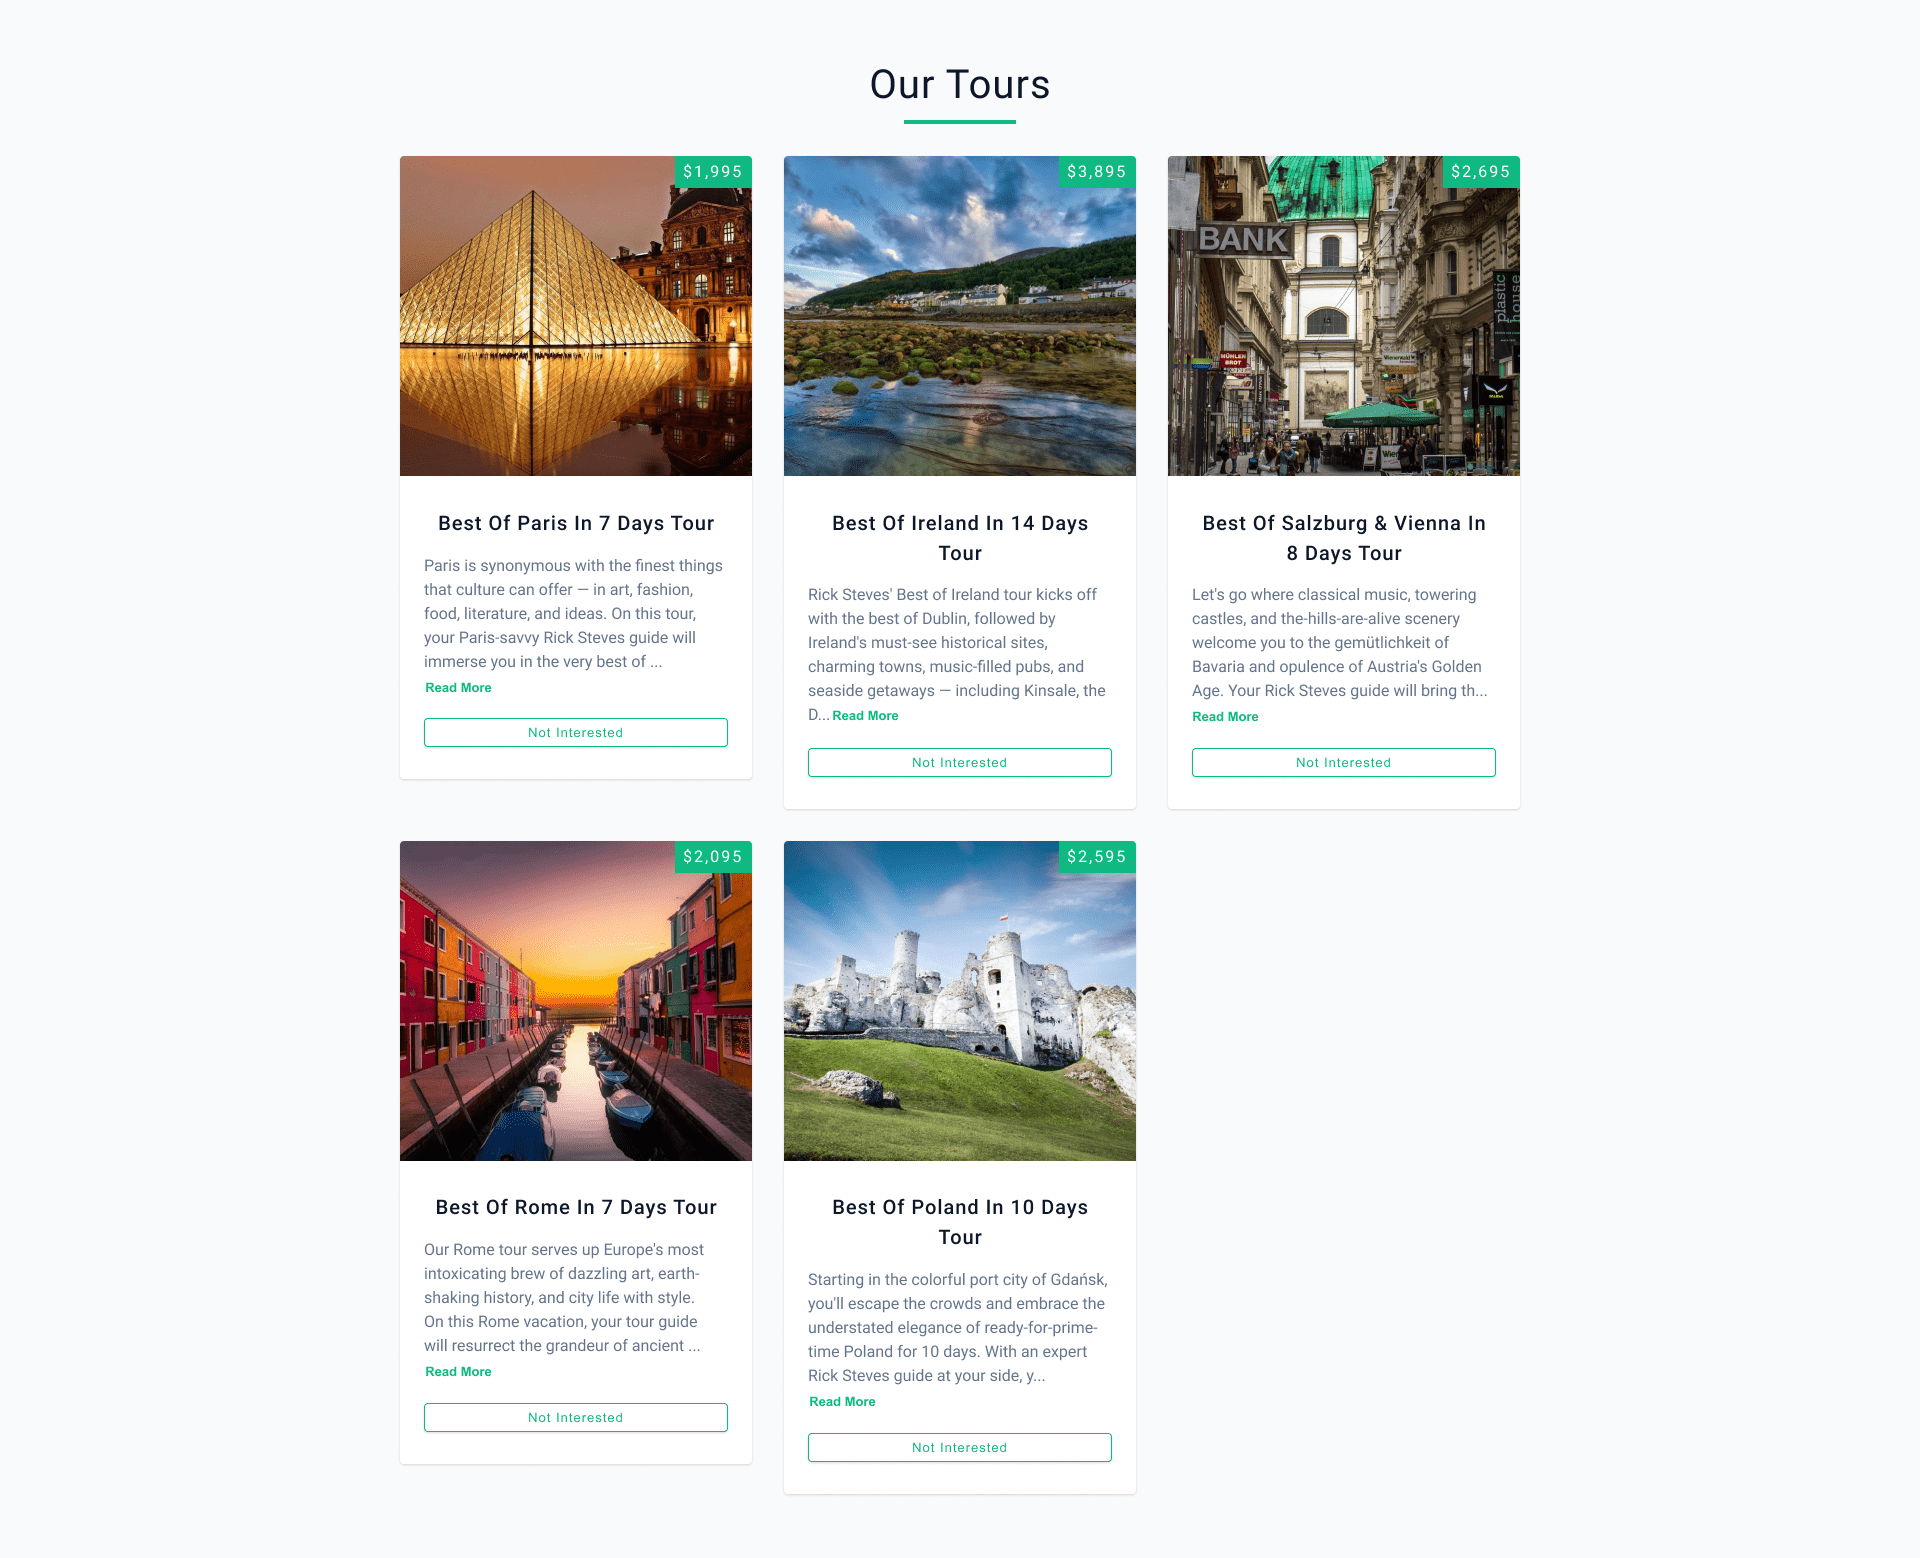 Our Tours
$1,995
Best Of Paris In 7 Days Tour
Paris is synonymous with the finest things
that culture can offer — in art, fashion,
food, literature, and ideas. On this tour,
your Paris-savvy Rick Steves guide will
immerse you in the very best of ...
Read More
Not Interested
$3,895
Best Of Ireland In 14 Days
Tour
Rick Steves' Best of Ireland tour kicks off
with the best of Dublin, followed by
Ireland's must-see historical sites,
charming towns, music-filled pubs, and
seaside getaways — including Kinsale, the
D... Read More
Not Interested
$2,695
BANK
plastic
house
MÜHLEN
BROT
Wienerwald
Wien
Best Of Salzburg & Vienna In
8 Days Tour
Let's go where classical music, towering
castles, and the-hills-are-alive scenery
welcome you to the gemütlichkeit of
Bavaria and opulence of Austria's Golden
Age. Your Rick Steves guide will bring th...
Read More
Not Interested
$2,095
Best Of Rome In 7 Days Tour
Our Rome tour serves up Europe's most
intoxicating brew of dazzling art, earth-
shaking history, and city life with style.
On this Rome vacation, your tour guide
will resurrect the grandeur of ancient ...
Read More
Not Interested
$2,595
Best Of Poland In 10 Days
Tour
Starting in the colorful port city of Gdańsk,
you'll escape the crowds and embrace the
understated elegance of ready-for-prime-
time Poland for 10 days. With an expert
Rick Steves guide at your side, y...
Read More
Not Interested